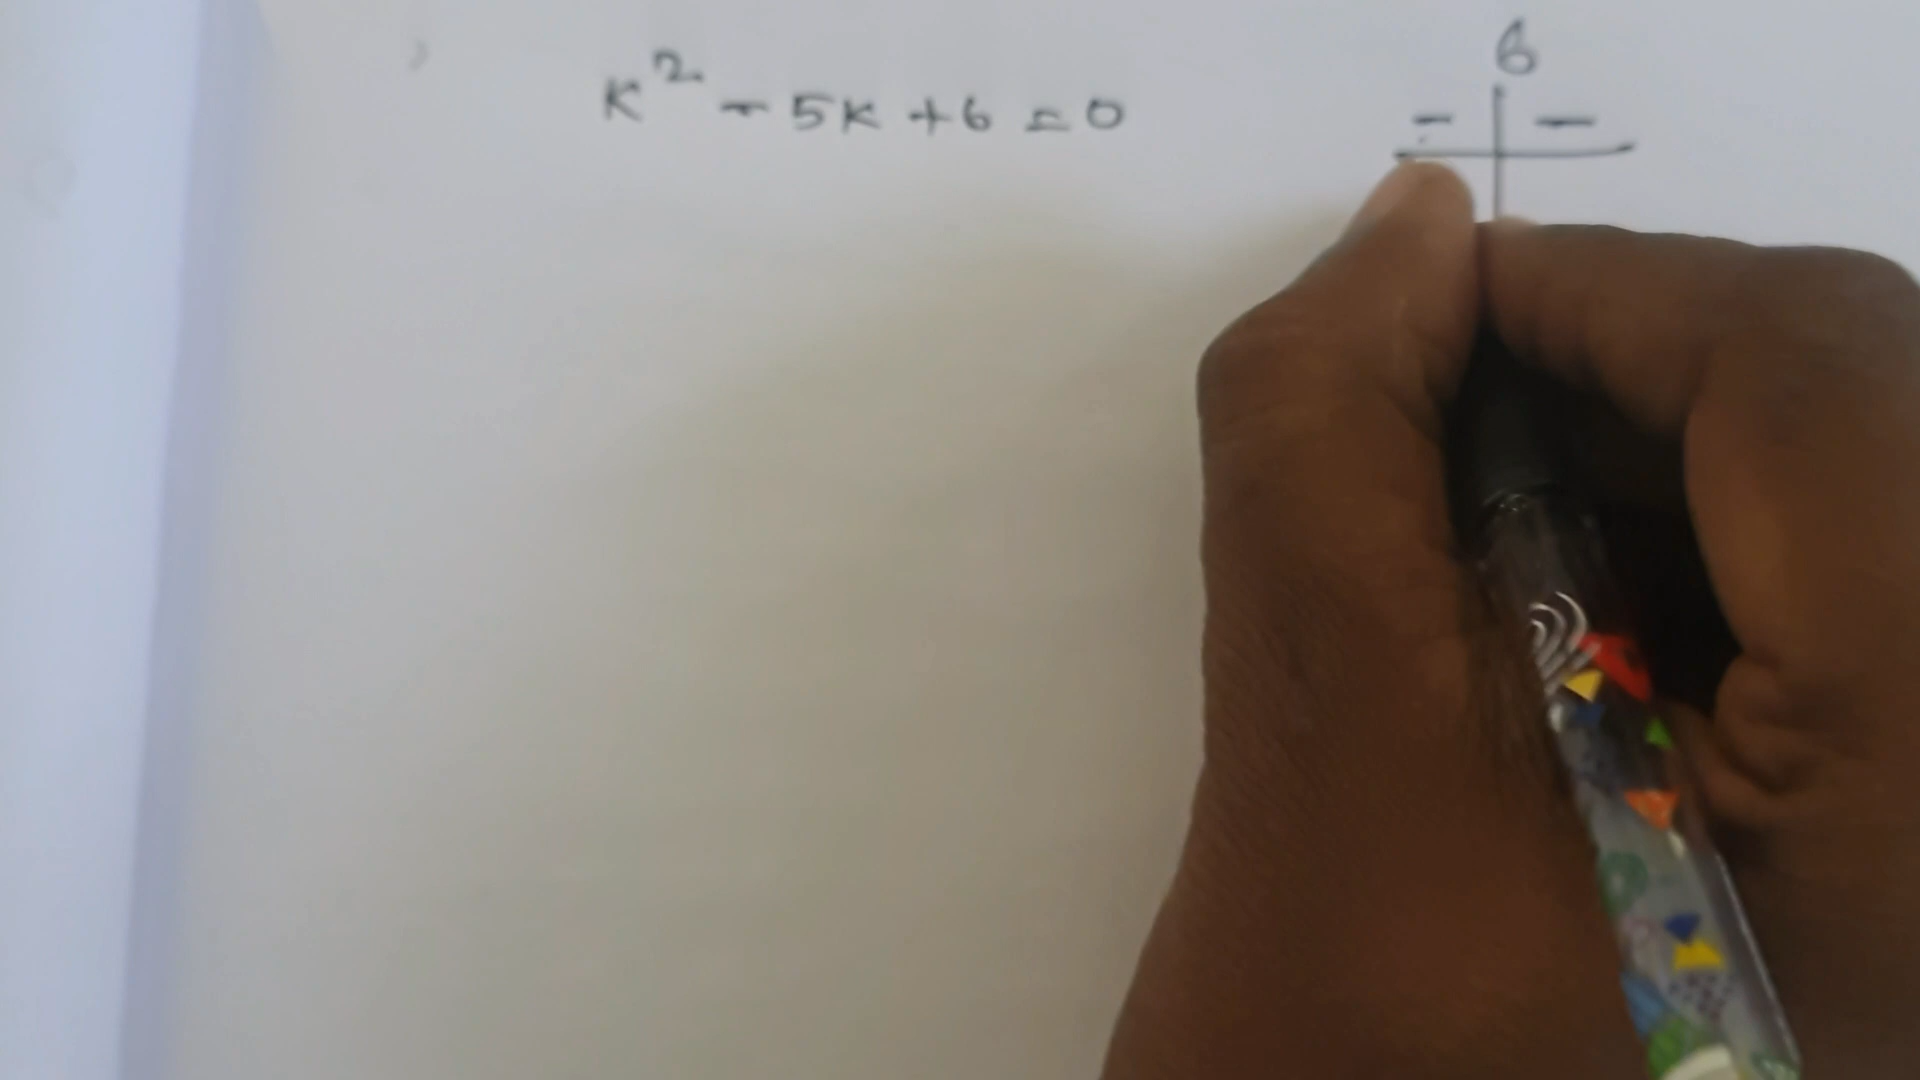 K² - 5K + 6 = 0
6
- -